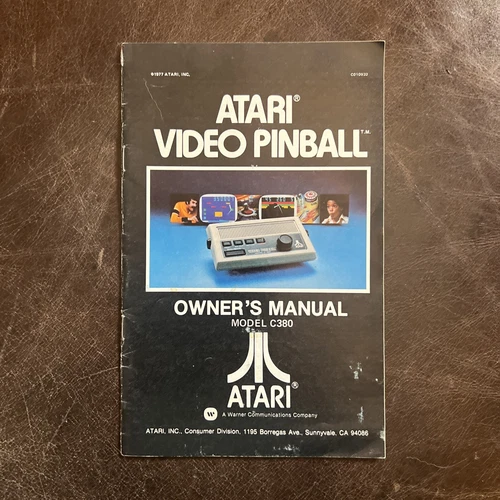 ©1977 ATARI, INC.
ATARI®
VIDEO PINBALL T.M.
OWNER'S MANUAL
MODEL C380
ATARI®
A Warner Communications Company
ATARI, INC., Consumer Division, 1195 Borregas Ave., Sunnyvale, CA 94086